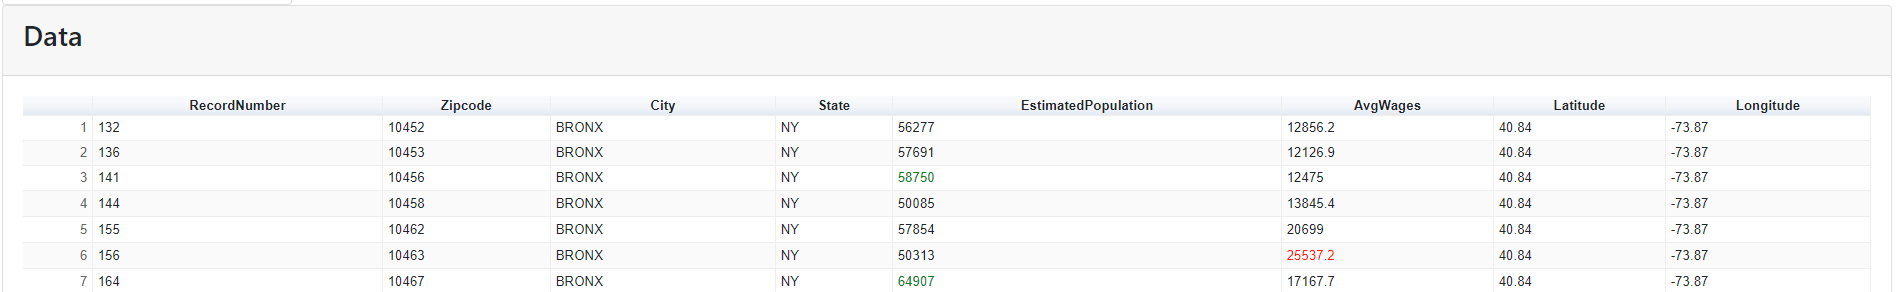 Data
RecordNumber Zipcode City State EstimatedPopulation AvgWages Latitude Longitude
1 132 10452 BRONX NY 56277 12856.2 40.84 -73.87
2 136 10453 BRONX NY 57691 12126.9 40.84 -73.87
3 141 10456 BRONX NY 58750 12475 40.84 -73.87
4 144 10458 BRONX NY 50085 13845.4 40.84 -73.87
5 155 10462 BRONX NY 57854 20699 40.84 -73.87
6 156 10463 BRONX NY 50313 25537.2 40.84 -73.87
7 164 10467 BRONX NY 64907 17167.7 40.84 -73.87